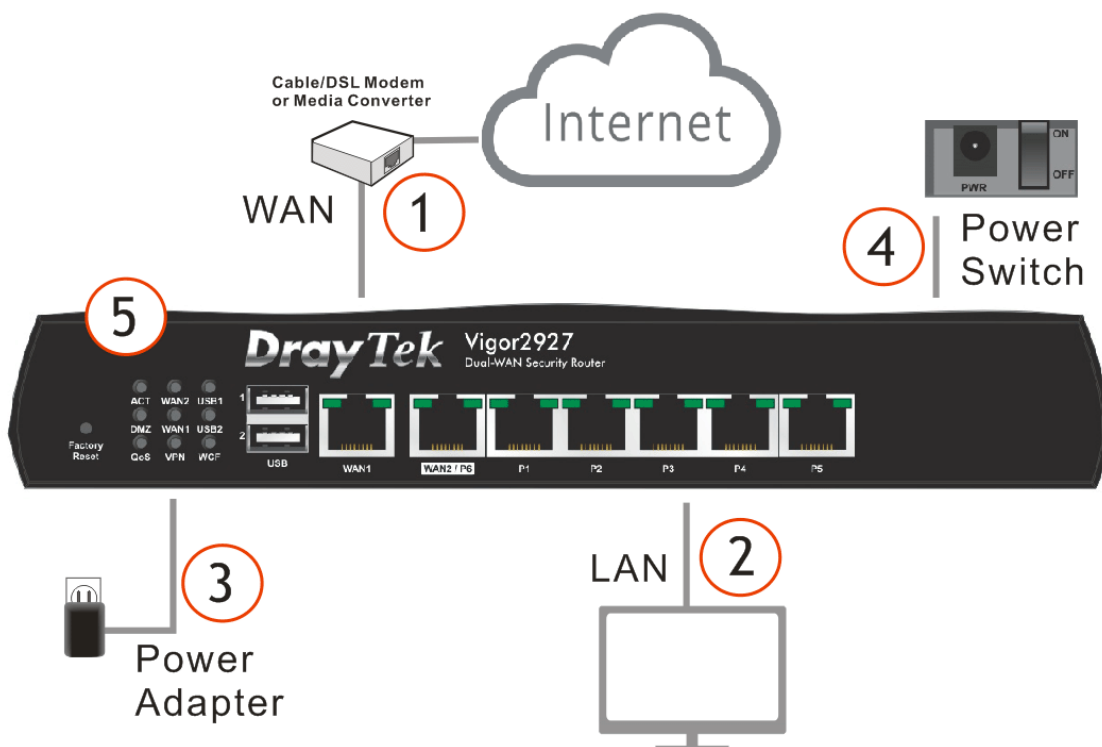 Cable/DSL Modem
or Media Converter
Internet
WAN
1
ON
OFF
PWR
4
Power
Switch
5
DrayTek
Vigor2927
Dual-WAN Security Router
ACT WAN2 USB1
DMZ WAN1 USB2
QoS VPN WCF
Factory
Reset
1
2
USB
WAN1
WAN2 / P6
P1
P2
P3
P4
P5
3
Power
Adapter
LAN
2